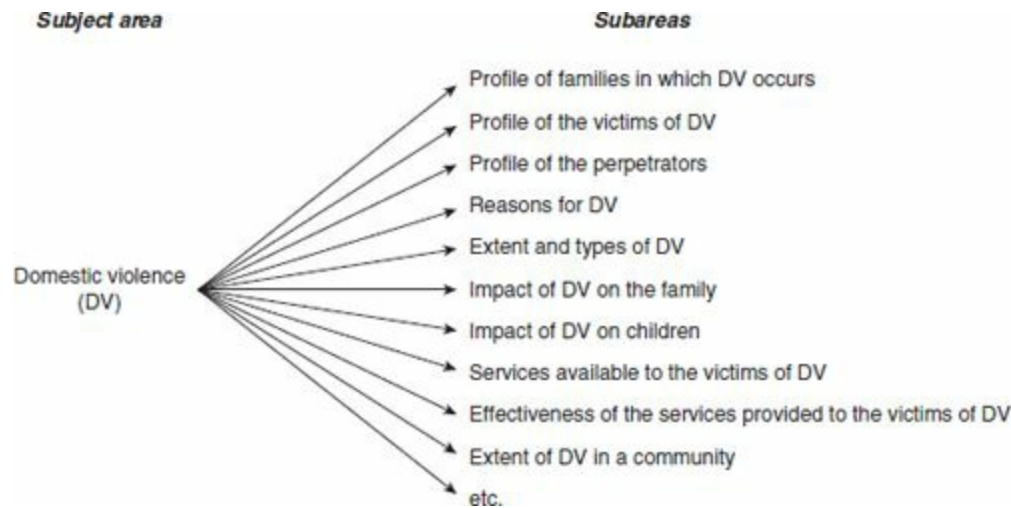 Subject area
Subareas
Profile of families in which DV occurs
Profile of the victims of DV
Profile of the perpetrators
Reasons for DV
Extent and types of DV
Domestic violence
(DV)
Impact of DV on the family
Impact of DV on children
Services available to the victims of DV
Effectiveness of the services provided to the victims of DV
Extent of DV in a community
etc.